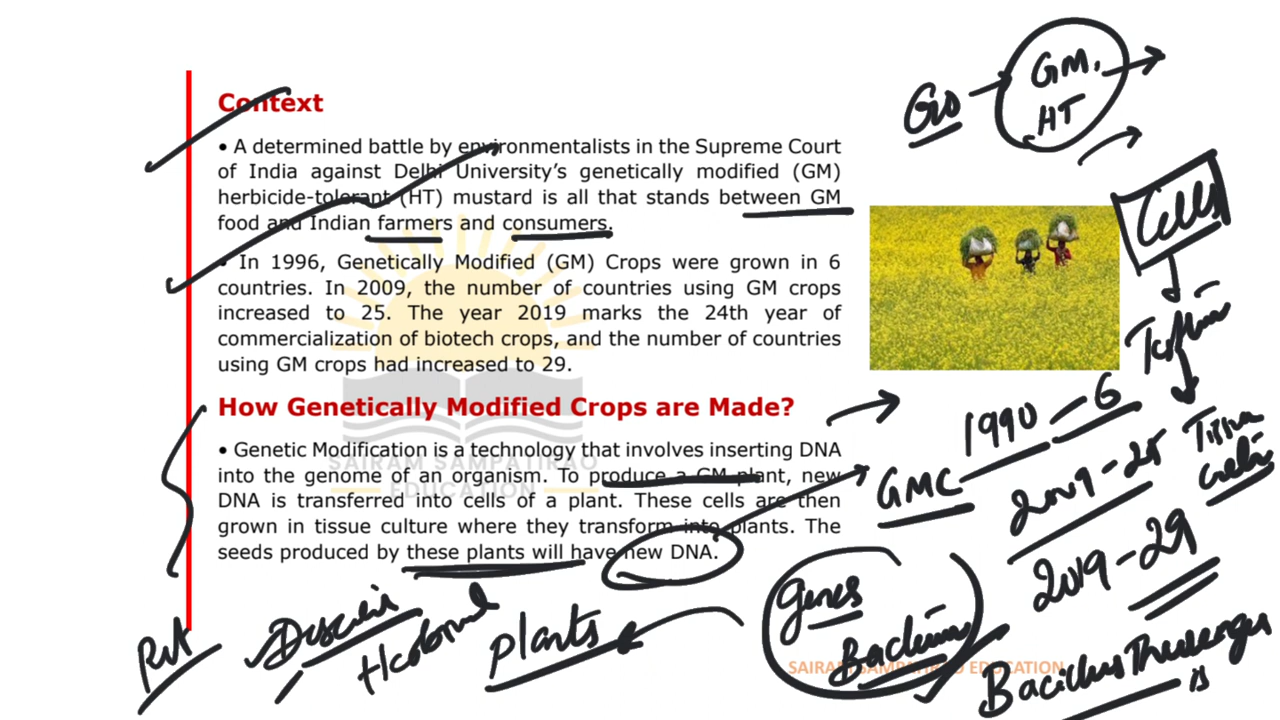 Context
• A determined battle by environmentalists in the Supreme Court
of India against Delhi University's genetically modified (GM)
herbicide-tolerant (HT) mustard is all that stands between GM
food and Indian farmers and consumers.
• In 1996, Genetically Modified (GM) Crops were grown in 6
countries. In 2009, the number of countries using GM crops
increased to 25. The year 2019 marks the 24th year of
commercialization of biotech crops, and the number of countries
using GM crops had increased to 29.
How Genetically Modified Crops are Made?
• Genetic Modification is a technology that involves inserting DNA
into the genome of an organism. To produce a GM plant, new
DNA is transferred into cells of a plant. These cells are then
grown in tissue culture where they transform into plants. The
seeds produced by these plants will have new DNA.
SAIRAM SAMPATIRAO
EDUCATION
GM,
HT
Cells
1990 - 6
GMC
2009 - 25
2019 - 29
Genes
plants
SAIRAM SAMPATIRAO EDUCATION